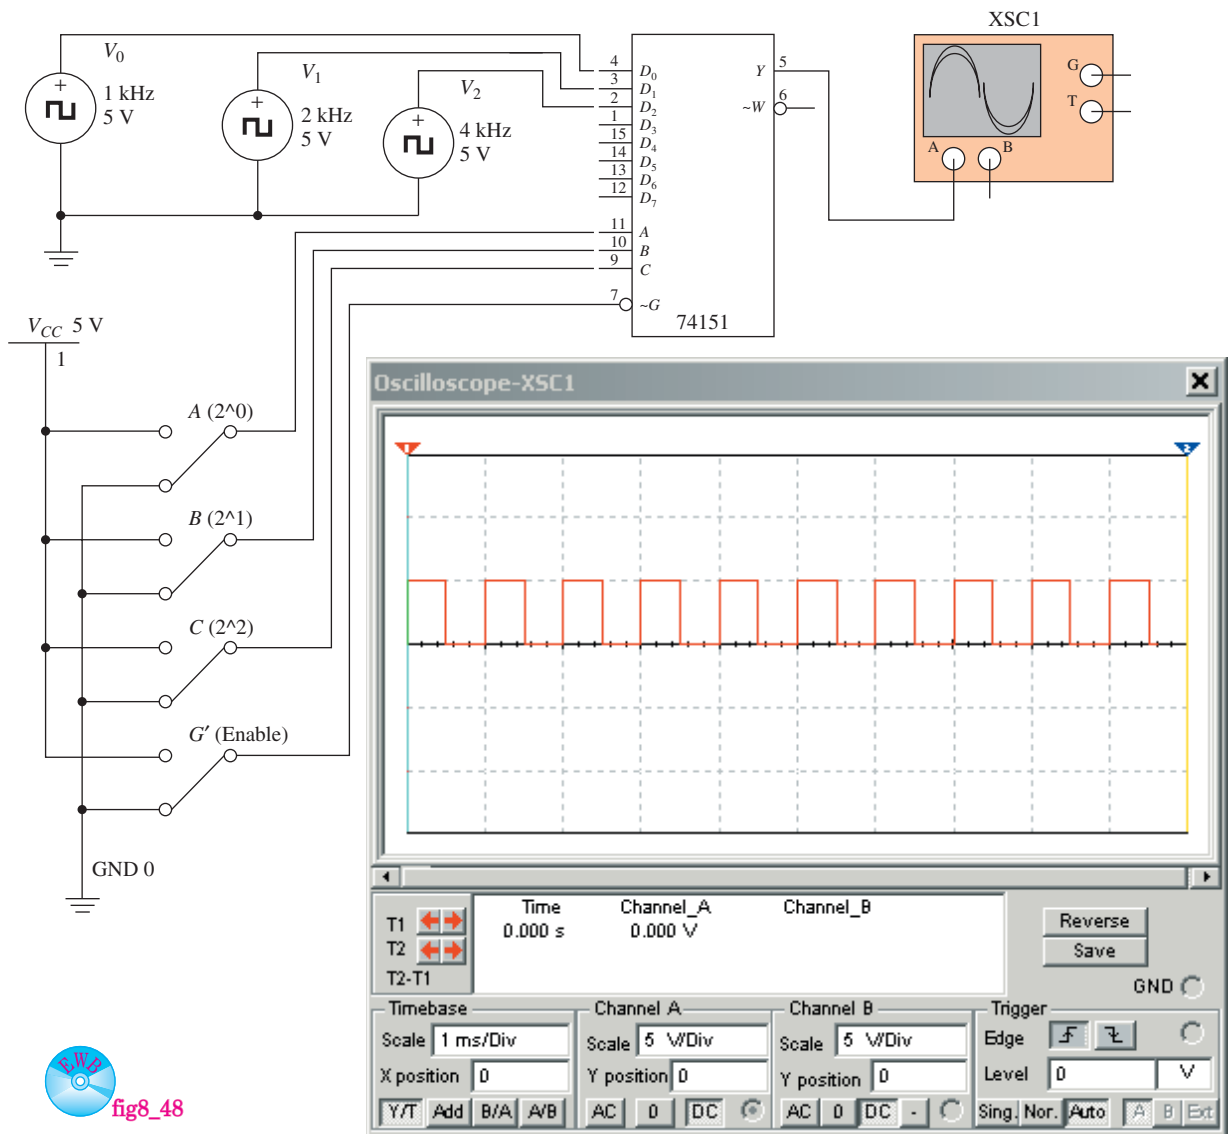 XSC1
V0
1 kHz
5 V
V1
2 kHz
5 V
V2
4 kHz
5 V
4 D0
3 D1
2 D2
1 D3
15 D4
14 D5
13 D6
12 D7
11 A
10 B
9 C
7 ~G
Y 5
~W 6
74151
G
T
A B
VCC 5 V
1
A (2^0)
B (2^1)
C (2^2)
G′ (Enable)
GND 0
Oscilloscope-XSC1
1
2
Time Channel_A Channel_B
T1 0.000 s 0.000 V
T2
T2-T1
Reverse
Save
GND
Timebase
Scale 1 ms/Div
X position 0
Y/T Add B/A A/B
Channel A
Scale 5 V/Div
Y position 0
AC 0 DC
Channel B
Scale 5 V/Div
Y position 0
AC 0 DC -
Trigger
Edge
Level 0 V
Sing. Nor. Auto A B Ext
EWB
fig8_48